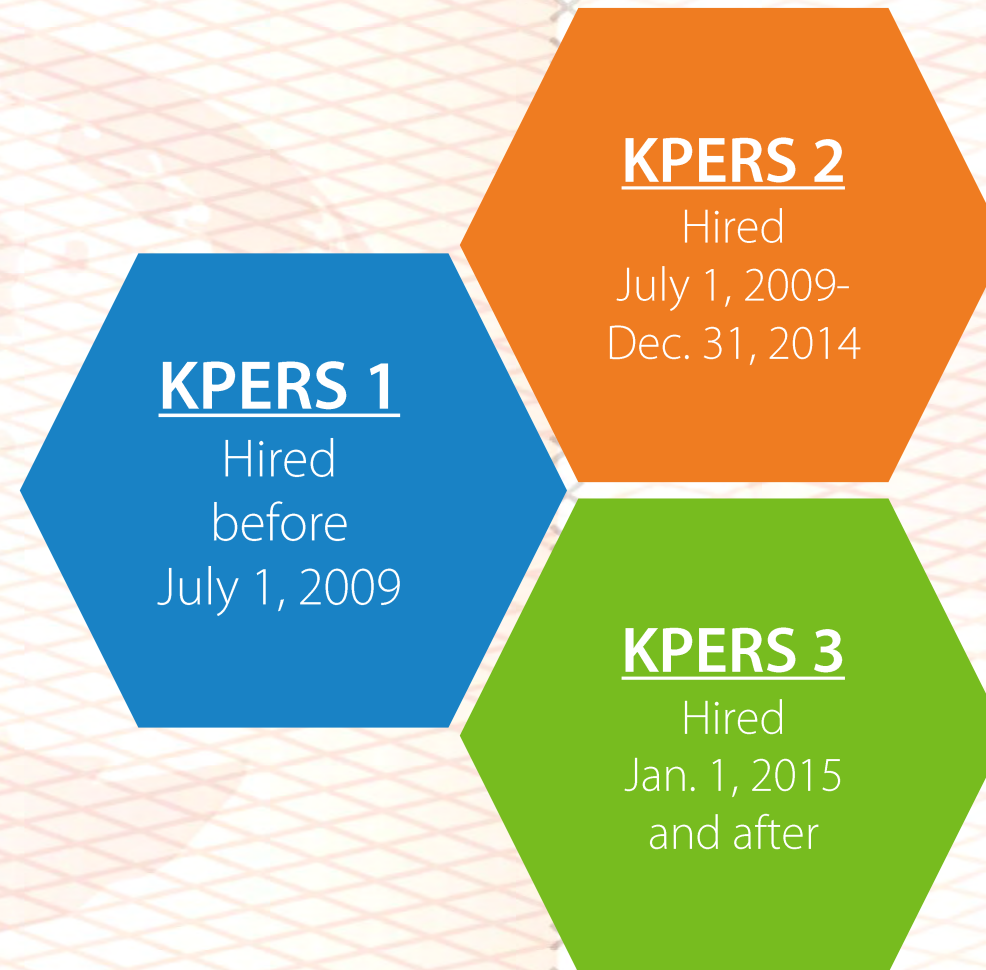 KPERS 1
Hired
before
July 1, 2009
KPERS 2
Hired
July 1, 2009-
Dec. 31, 2014
KPERS 3
Hired
Jan. 1, 2015
and after